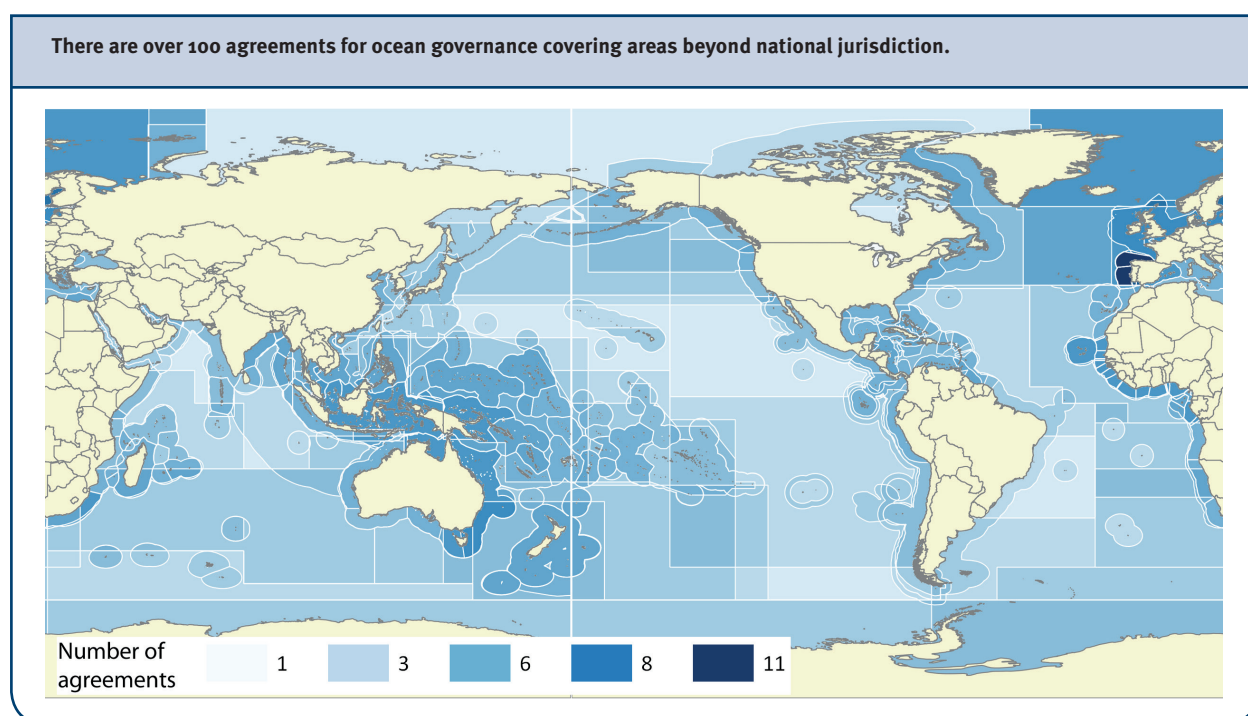 There are over 100 agreements for ocean governance covering areas beyond national jurisdiction.
Number of
agreements
1
3
6
8
11